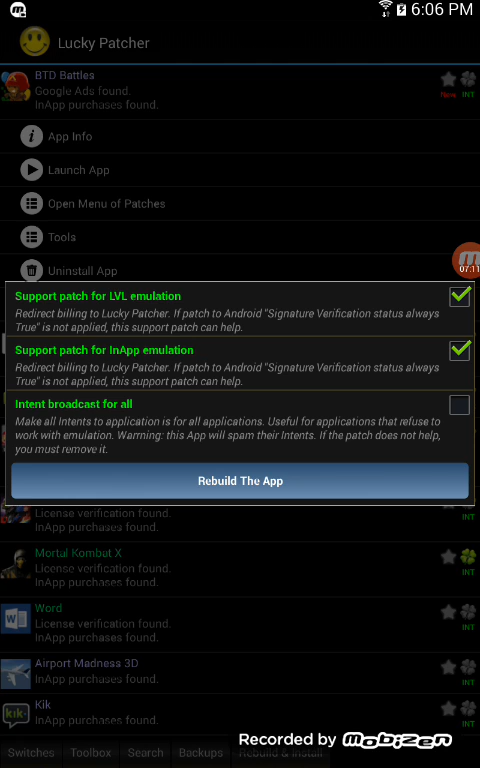 6:06 PM
Lucky Patcher
BTD Battles
Google Ads found.
InApp purchases found.
New INT
App Info
Launch App
Open Menu of Patches
Tools
Uninstall App
07:11
Support patch for LVL emulation
Redirect billing to Lucky Patcher. If patch to Android "Signature Verification status always
True" is not applied, this support patch can help.
Support patch for InApp emulation
Redirect billing to Lucky Patcher. If patch to Android "Signature Verification status always
True" is not applied, this support patch can help.
Intent broadcast for all
Make all Intents to application is for all applications. Useful for applications that refuse to
work with emulation. Warning: this App will spam their Intents. If the patch does not help,
you must remove it.
Rebuild The App
License verification found.
INT
InApp purchases found.
Mortal Kombat X
License verification found.
INT
InApp purchases found.
Word
License verification found.
INT
InApp purchases found.
Airport Madness 3D
InApp purchases found.
INT
Kik
kik
InApp purchases found.
INT
Recorded by Mobizen
Switches Toolbox Search Backups Rebuild & Install